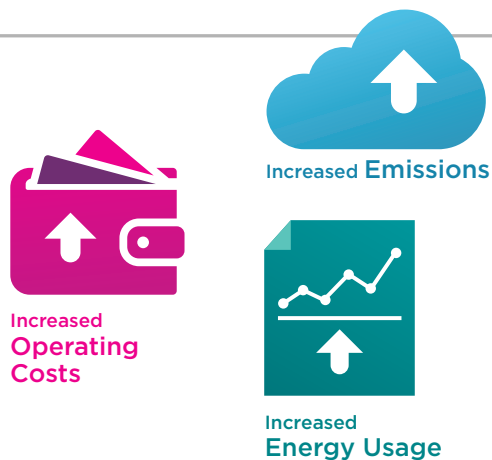 Increased Emissions
Increased
Operating
Costs
Increased
Energy Usage